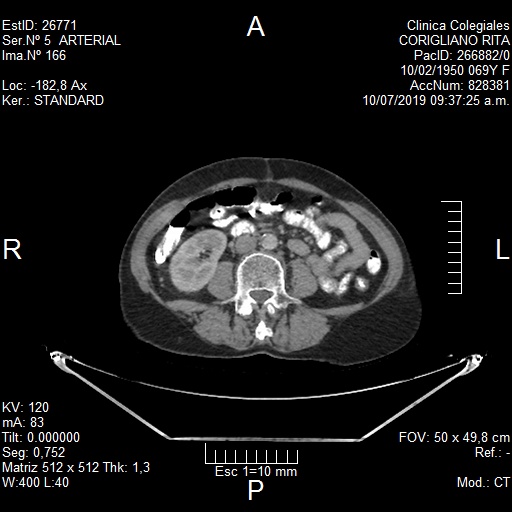 EstID: 26771
Ser.Nº 5 ARTERIAL
Ima.Nº 166
Loc: -182,8 Ax
Ker.: STANDARD
A
Clinica Colegiales
CORIGLIANO RITA
PacID: 266882/0
10/02/1950 069Y F
AccNum: 828381
10/07/2019 09:37:25 a.m.
R
L
KV: 120
mA: 83
Tilt: 0.000000
Seg: 0,752
Matriz 512 x 512 Thk: 1,3
W:400 L:40
Esc 1=10 mm
P
FOV: 50 x 49,8 cm
Ref.: -
Mod.: CT